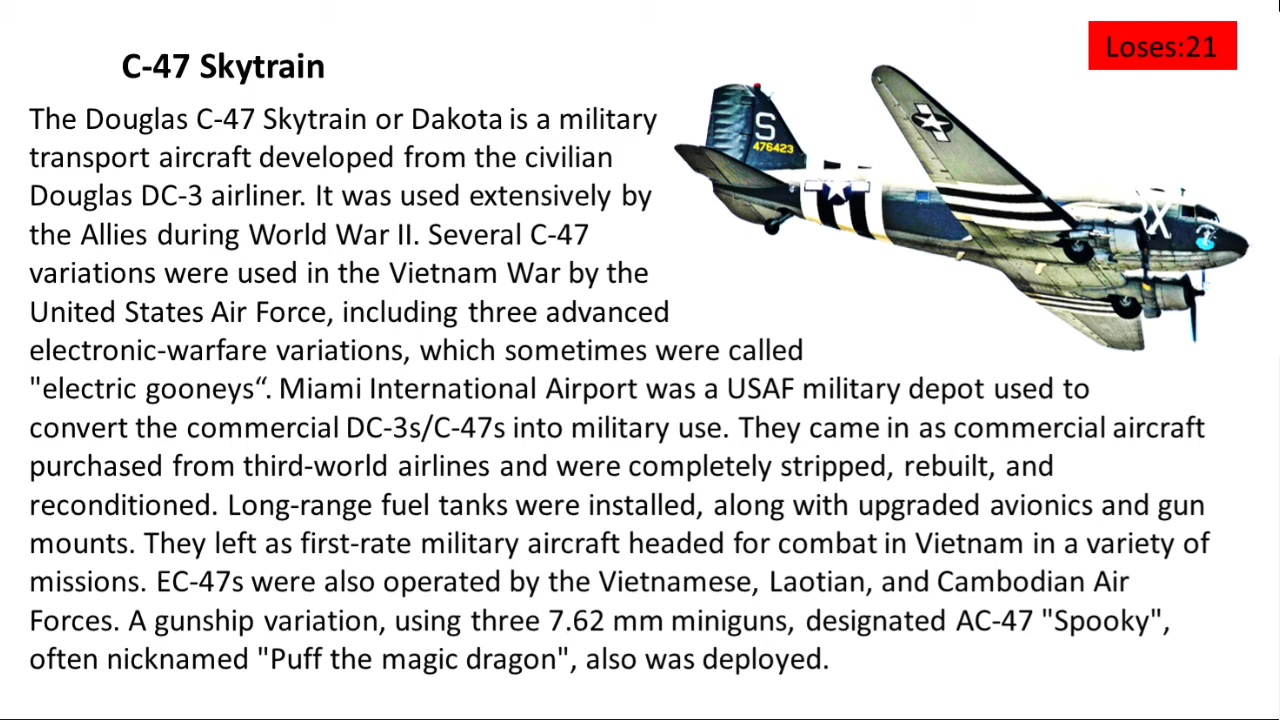 Loses:21
C-47 Skytrain
The Douglas C-47 Skytrain or Dakota is a military
transport aircraft developed from the civilian
Douglas DC-3 airliner. It was used extensively by
the Allies during World War II. Several C-47
variations were used in the Vietnam War by the
United States Air Force, including three advanced
electronic-warfare variations, which sometimes were called
"electric gooneys“. Miami International Airport was a USAF military depot used to
convert the commercial DC-3s/C-47s into military use. They came in as commercial aircraft
purchased from third-world airlines and were completely stripped, rebuilt, and
reconditioned. Long-range fuel tanks were installed, along with upgraded avionics and gun
mounts. They left as first-rate military aircraft headed for combat in Vietnam in a variety of
missions. EC-47s were also operated by the Vietnamese, Laotian, and Cambodian Air
Forces. A gunship variation, using three 7.62 mm miniguns, designated AC-47 "Spooky",
often nicknamed "Puff the magic dragon", also was deployed.
S
476423